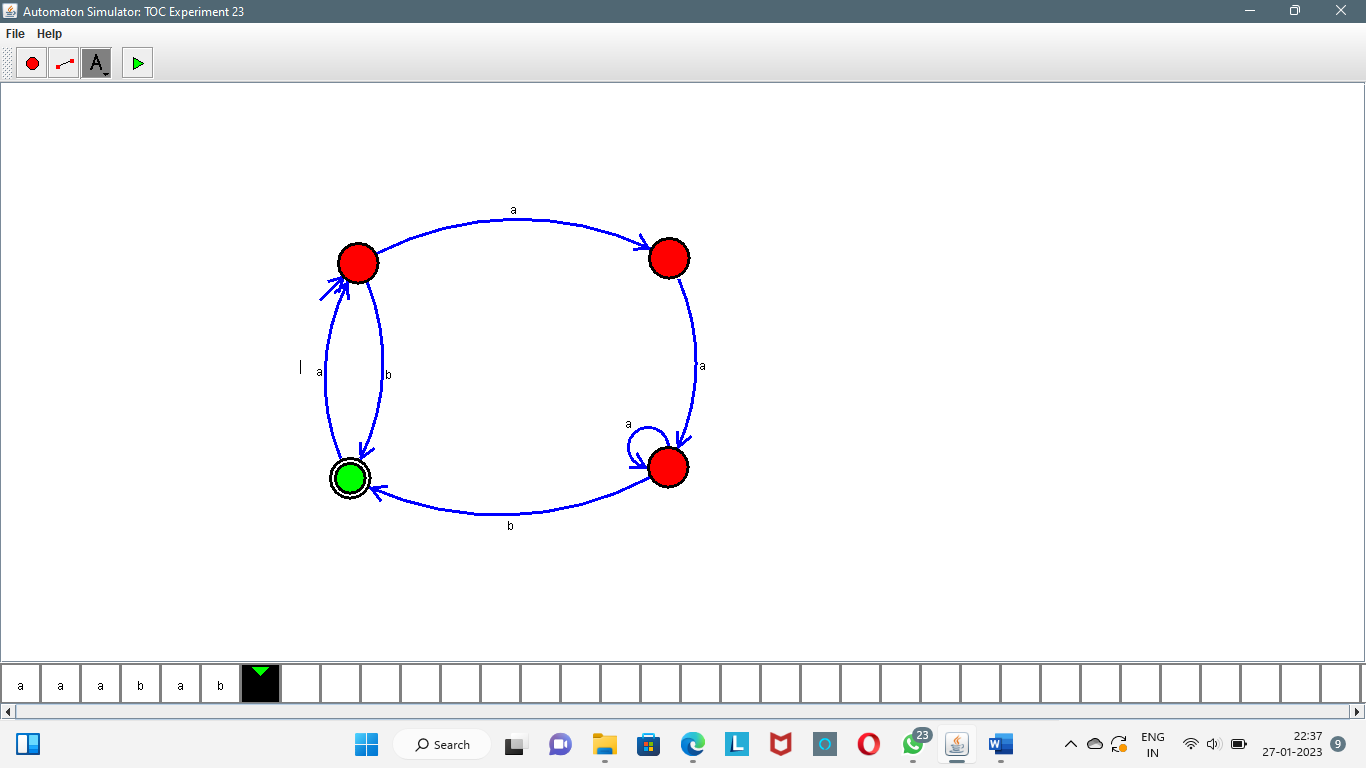 Automaton Simulator: TOC Experiment 23
File Help
A
a
a
a b
a
a
b
a a a b a b
Search
L
23
W
ENG
IN
22:37
27-01-2023
9